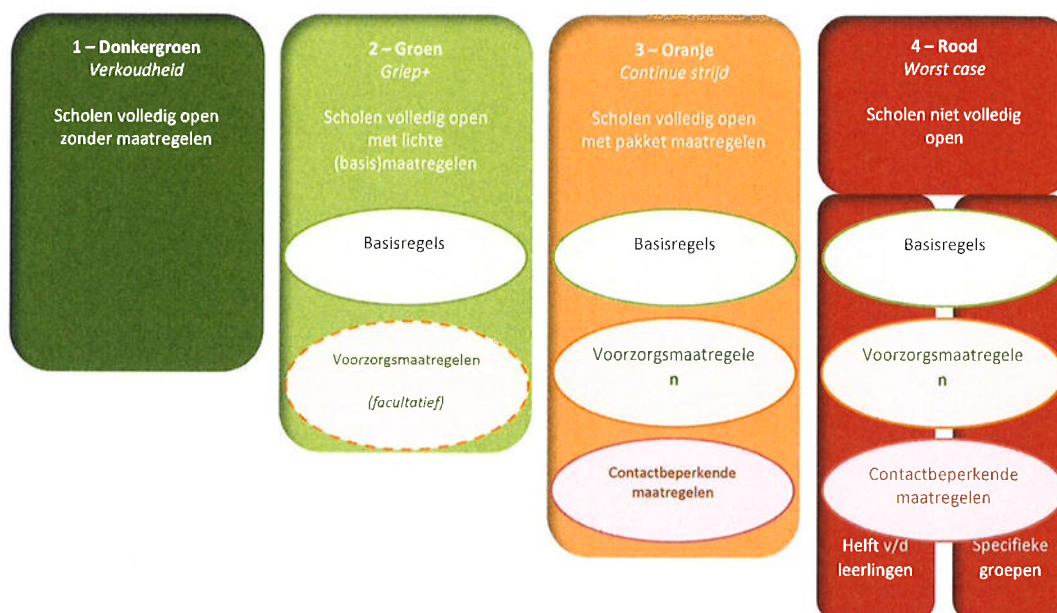 1 – Donkergroen
Verkoudheid
Scholen volledig open
zonder maatregelen
2 – Groen
Griep+
Scholen volledig open
met lichte
(basis)maatregelen
Basisregels
Voorzorgsmaatregelen
(facultatief)
3 – Oranje
Continue strijd
Scholen volledig open
met pakket maatregelen
Basisregels
Voorzorgsmaatregele
n
Contactbeperkende
maatregelen
4 – Rood
Worst case
Scholen niet volledig
open
Basisregels
Voorzorgsmaatregele
n
Contactbeperkende
maatregelen
Helft v/d
leerlingen
Specifieke
groepen